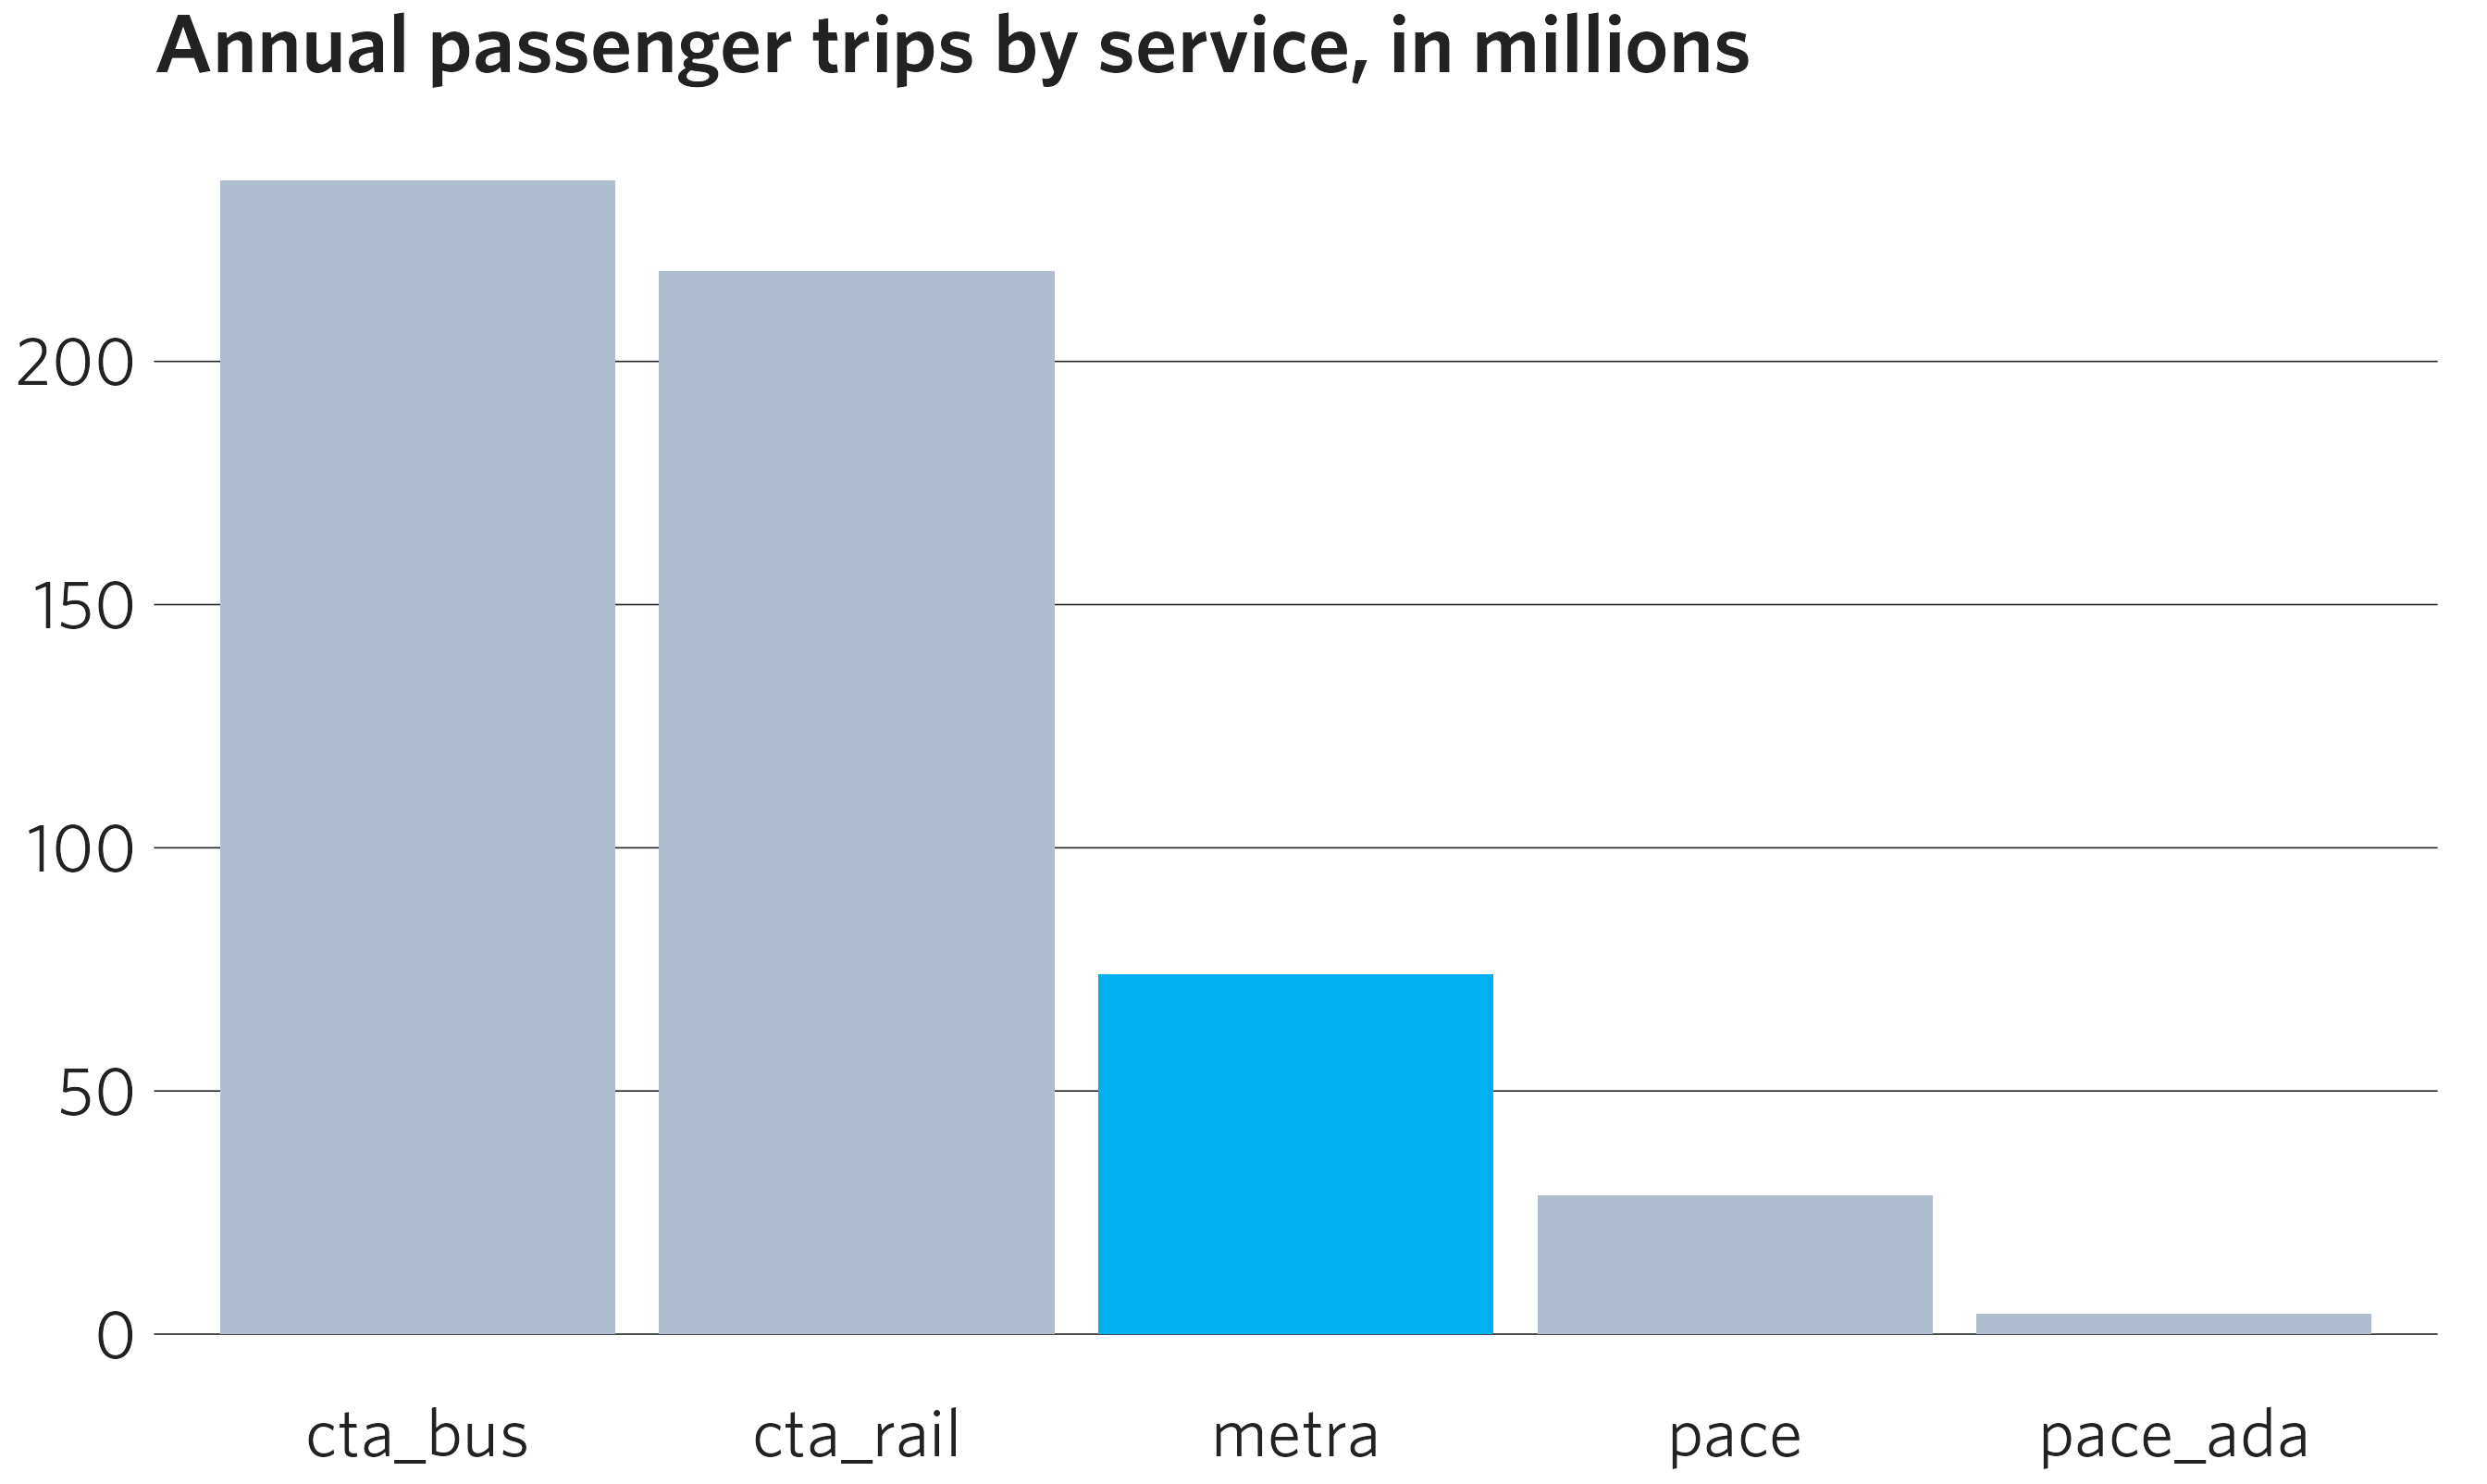 Annual passenger trips by service, in millions
200
150
100
50
0
cta_bus cta_rail metra pace pace_ada